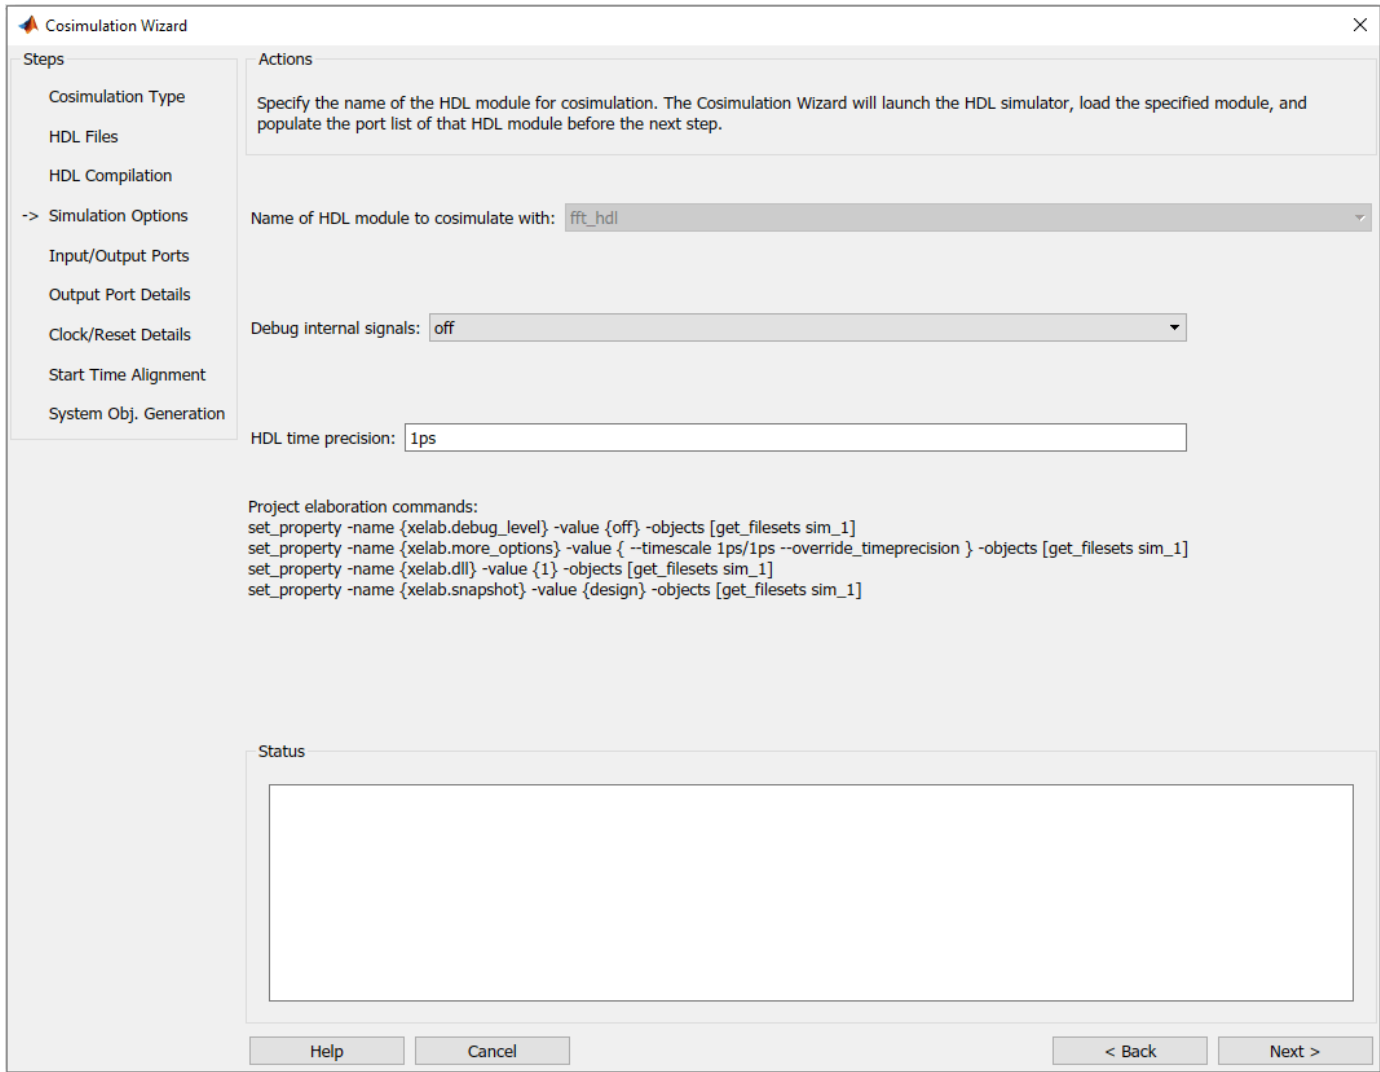 Cosimulation Wizard
Steps
Cosimulation Type
HDL Files
HDL Compilation
-> Simulation Options
Input/Output Ports
Output Port Details
Clock/Reset Details
Start Time Alignment
System Obj. Generation
Actions
Specify the name of the HDL module for cosimulation. The Cosimulation Wizard will launch the HDL simulator, load the specified module, and
populate the port list of that HDL module before the next step.
Name of HDL module to cosimulate with: fft_hdl
Debug internal signals: off
HDL time precision: 1ps
Project elaboration commands:
set_property -name {xelab.debug_level} -value {off} -objects [get_filesets sim_1]
set_property -name {xelab.more_options} -value { --timescale 1ps/1ps --override_timeprecision } -objects [get_filesets sim_1]
set_property -name {xelab.dll} -value {1} -objects [get_filesets sim_1]
set_property -name {xelab.snapshot} -value {design} -objects [get_filesets sim_1]
Status
Help Cancel < Back Next >